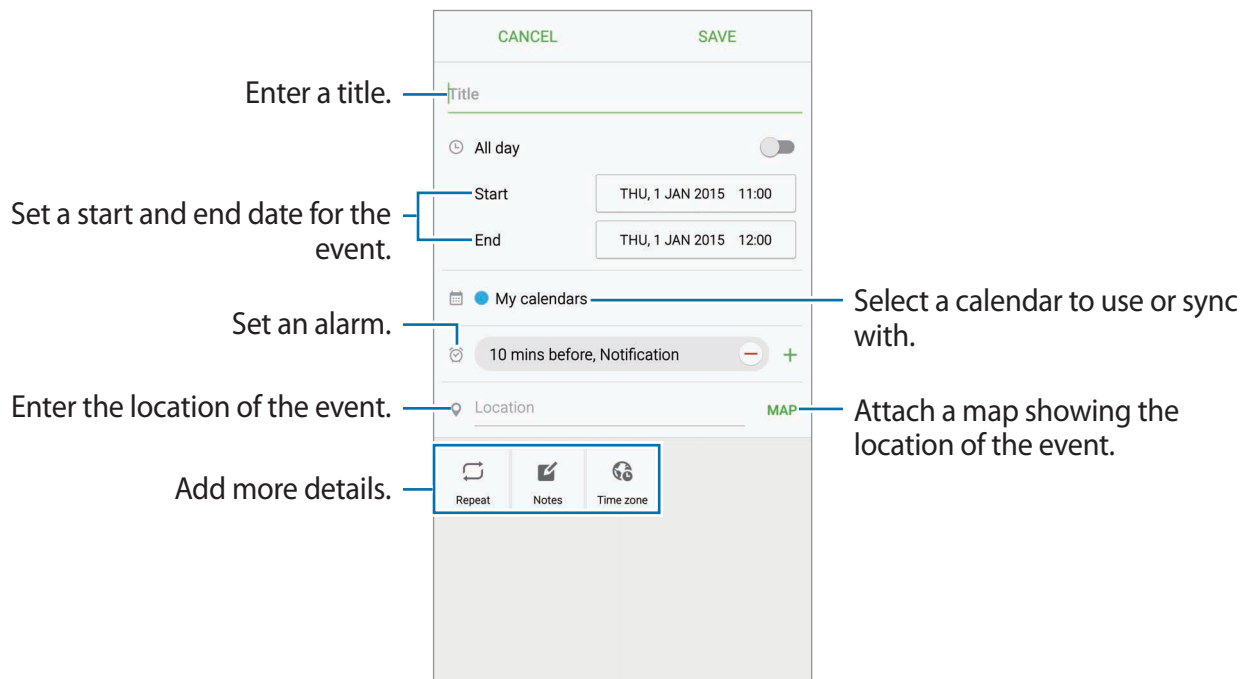 CANCEL SAVE
Enter a title.
Title
All day
Start THU, 1 JAN 2015 11:00
Set a start and end date for the
event.
End THU, 1 JAN 2015 12:00
My calendars
Select a calendar to use or sync
with.
Set an alarm.
10 mins before, Notification
Enter the location of the event.
Location MAP
Attach a map showing the
location of the event.
Add more details.
Repeat Notes Time zone